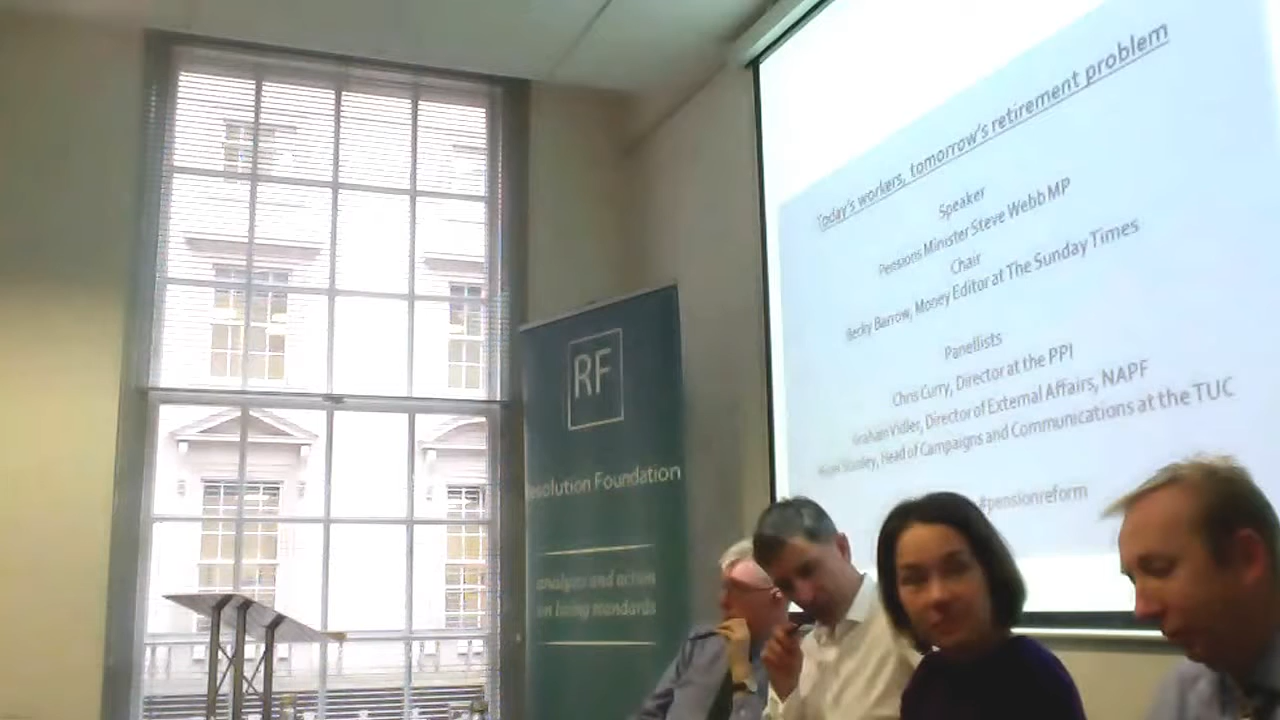 Today's workers, tomorrow's retirement problem
Speaker
Pensions Minister Steve Webb MP
Chair
Becky Barrow, Money Editor at The Sunday Times
Panellists
Chris Curry, Director at the PPI
Graham Vidler, Director of External Affairs, NAPF
Stanley, Head of Campaigns and Communications at the TUC
#pensionreform
RF
esolution Foundation
analysis and action
on living standards